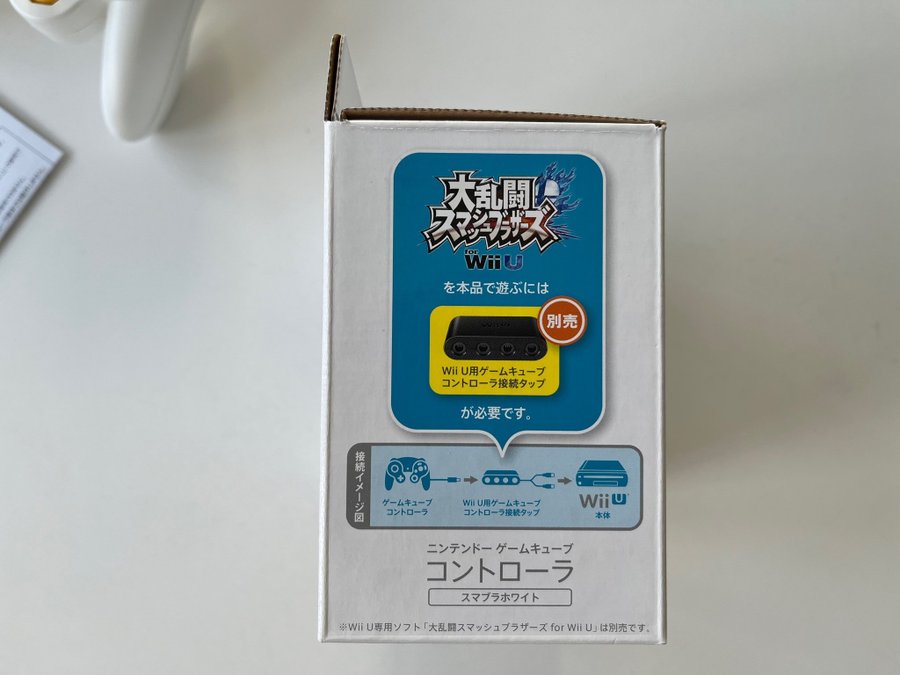 大乱闘
スマッシュブラザーズ
for
Wii U
を本品で遊ぶには
別売
Wii U用ゲームキューブ
コントローラ接続タップ
が必要です。
接続イメージ図
ゲームキューブ
コントローラ
Wii U用ゲームキューブ
コントローラ接続タップ
Wii U
本体
ニンテンドー ゲームキューブ
コントローラ
スマブラホワイト
※Wii U専用ソフト「大乱闘スマッシュブラザーズ for Wii U」は別売です。